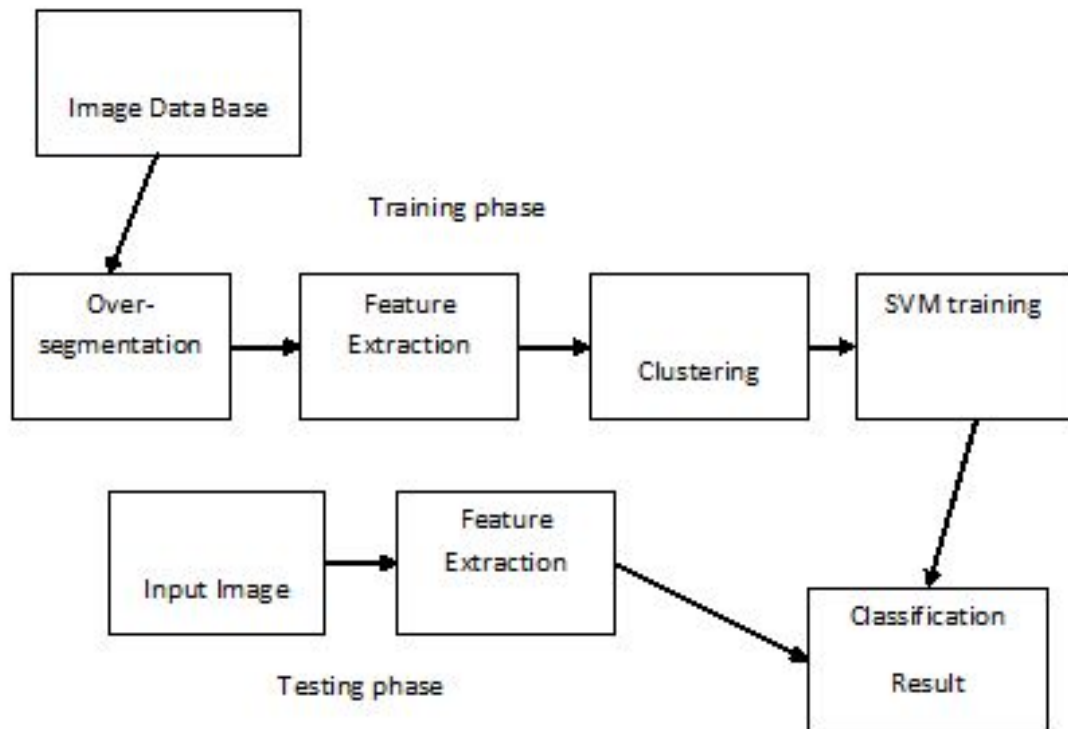 Image Data Base
Training phase
Over-
segmentation
Feature
Extraction
Clustering
SVM training
Input Image
Feature
Extraction
Classification
Result
Testing phase